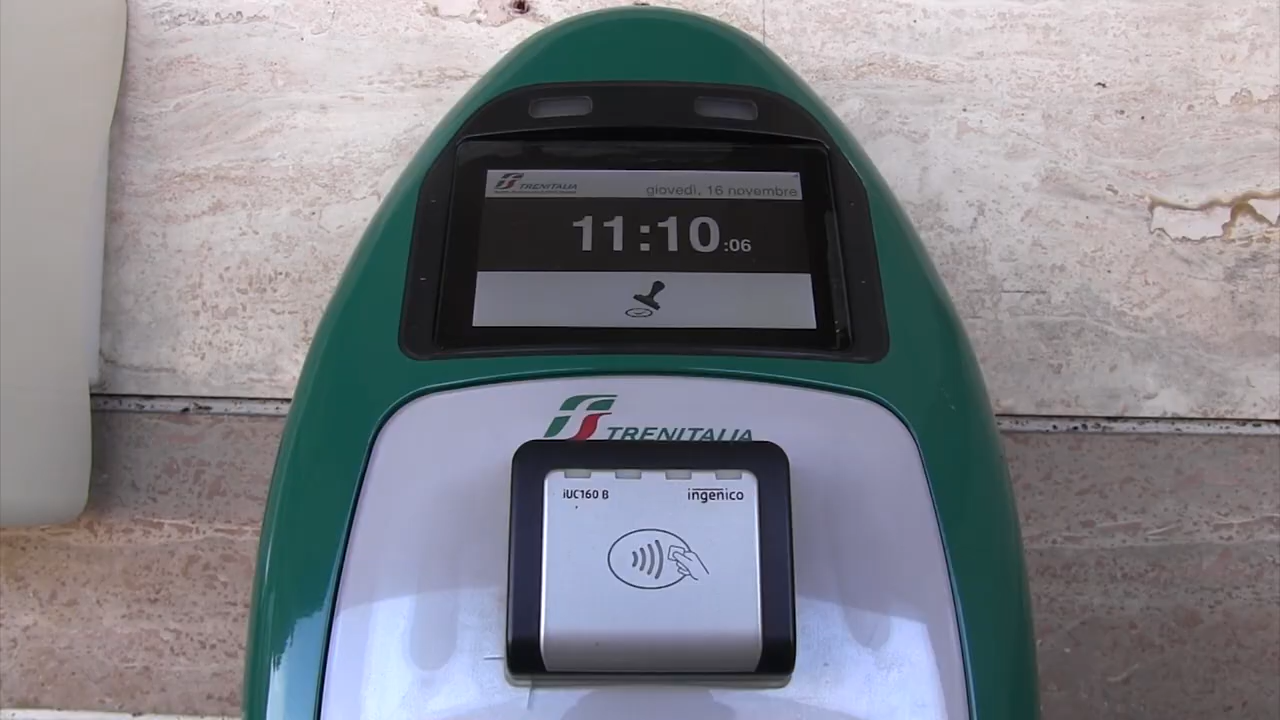 TRENITALIA
giovedì, 16 novembre
11:10:06
TRENITALIA
iUC160 B
ingenico